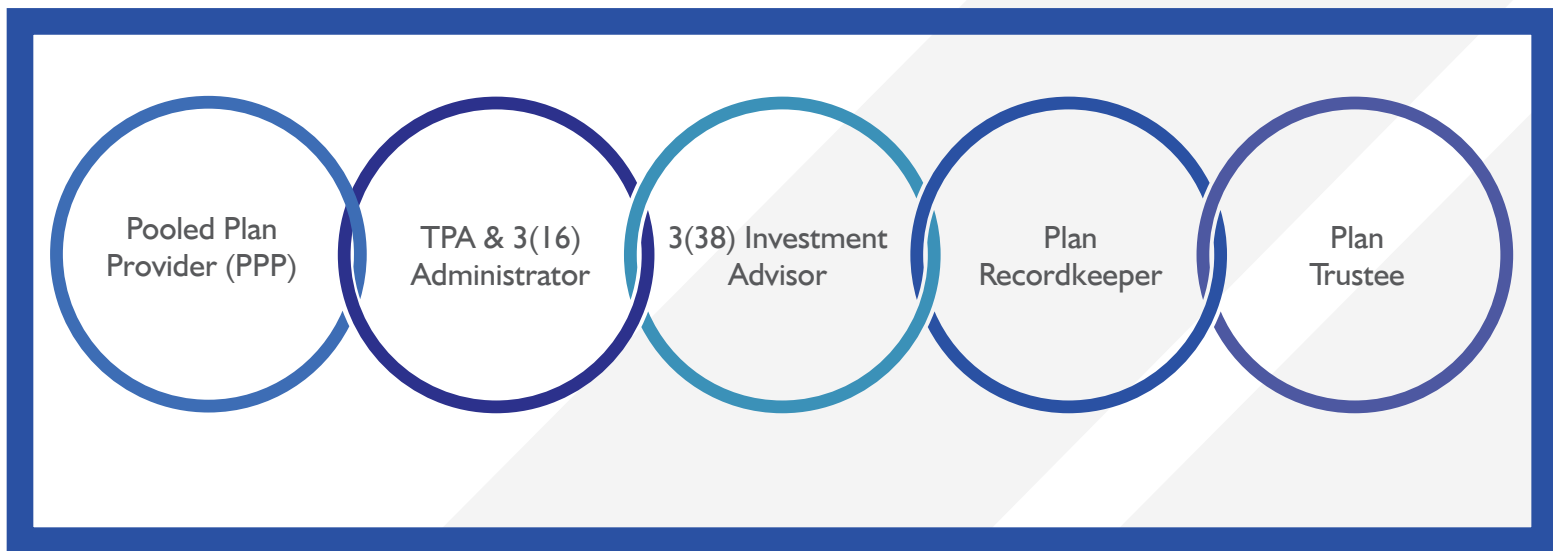 Pooled Plan
Provider (PPP)
TPA & 3(16)
Administrator
3(38) Investment
Advisor
Plan
Recordkeeper
Plan
Trustee